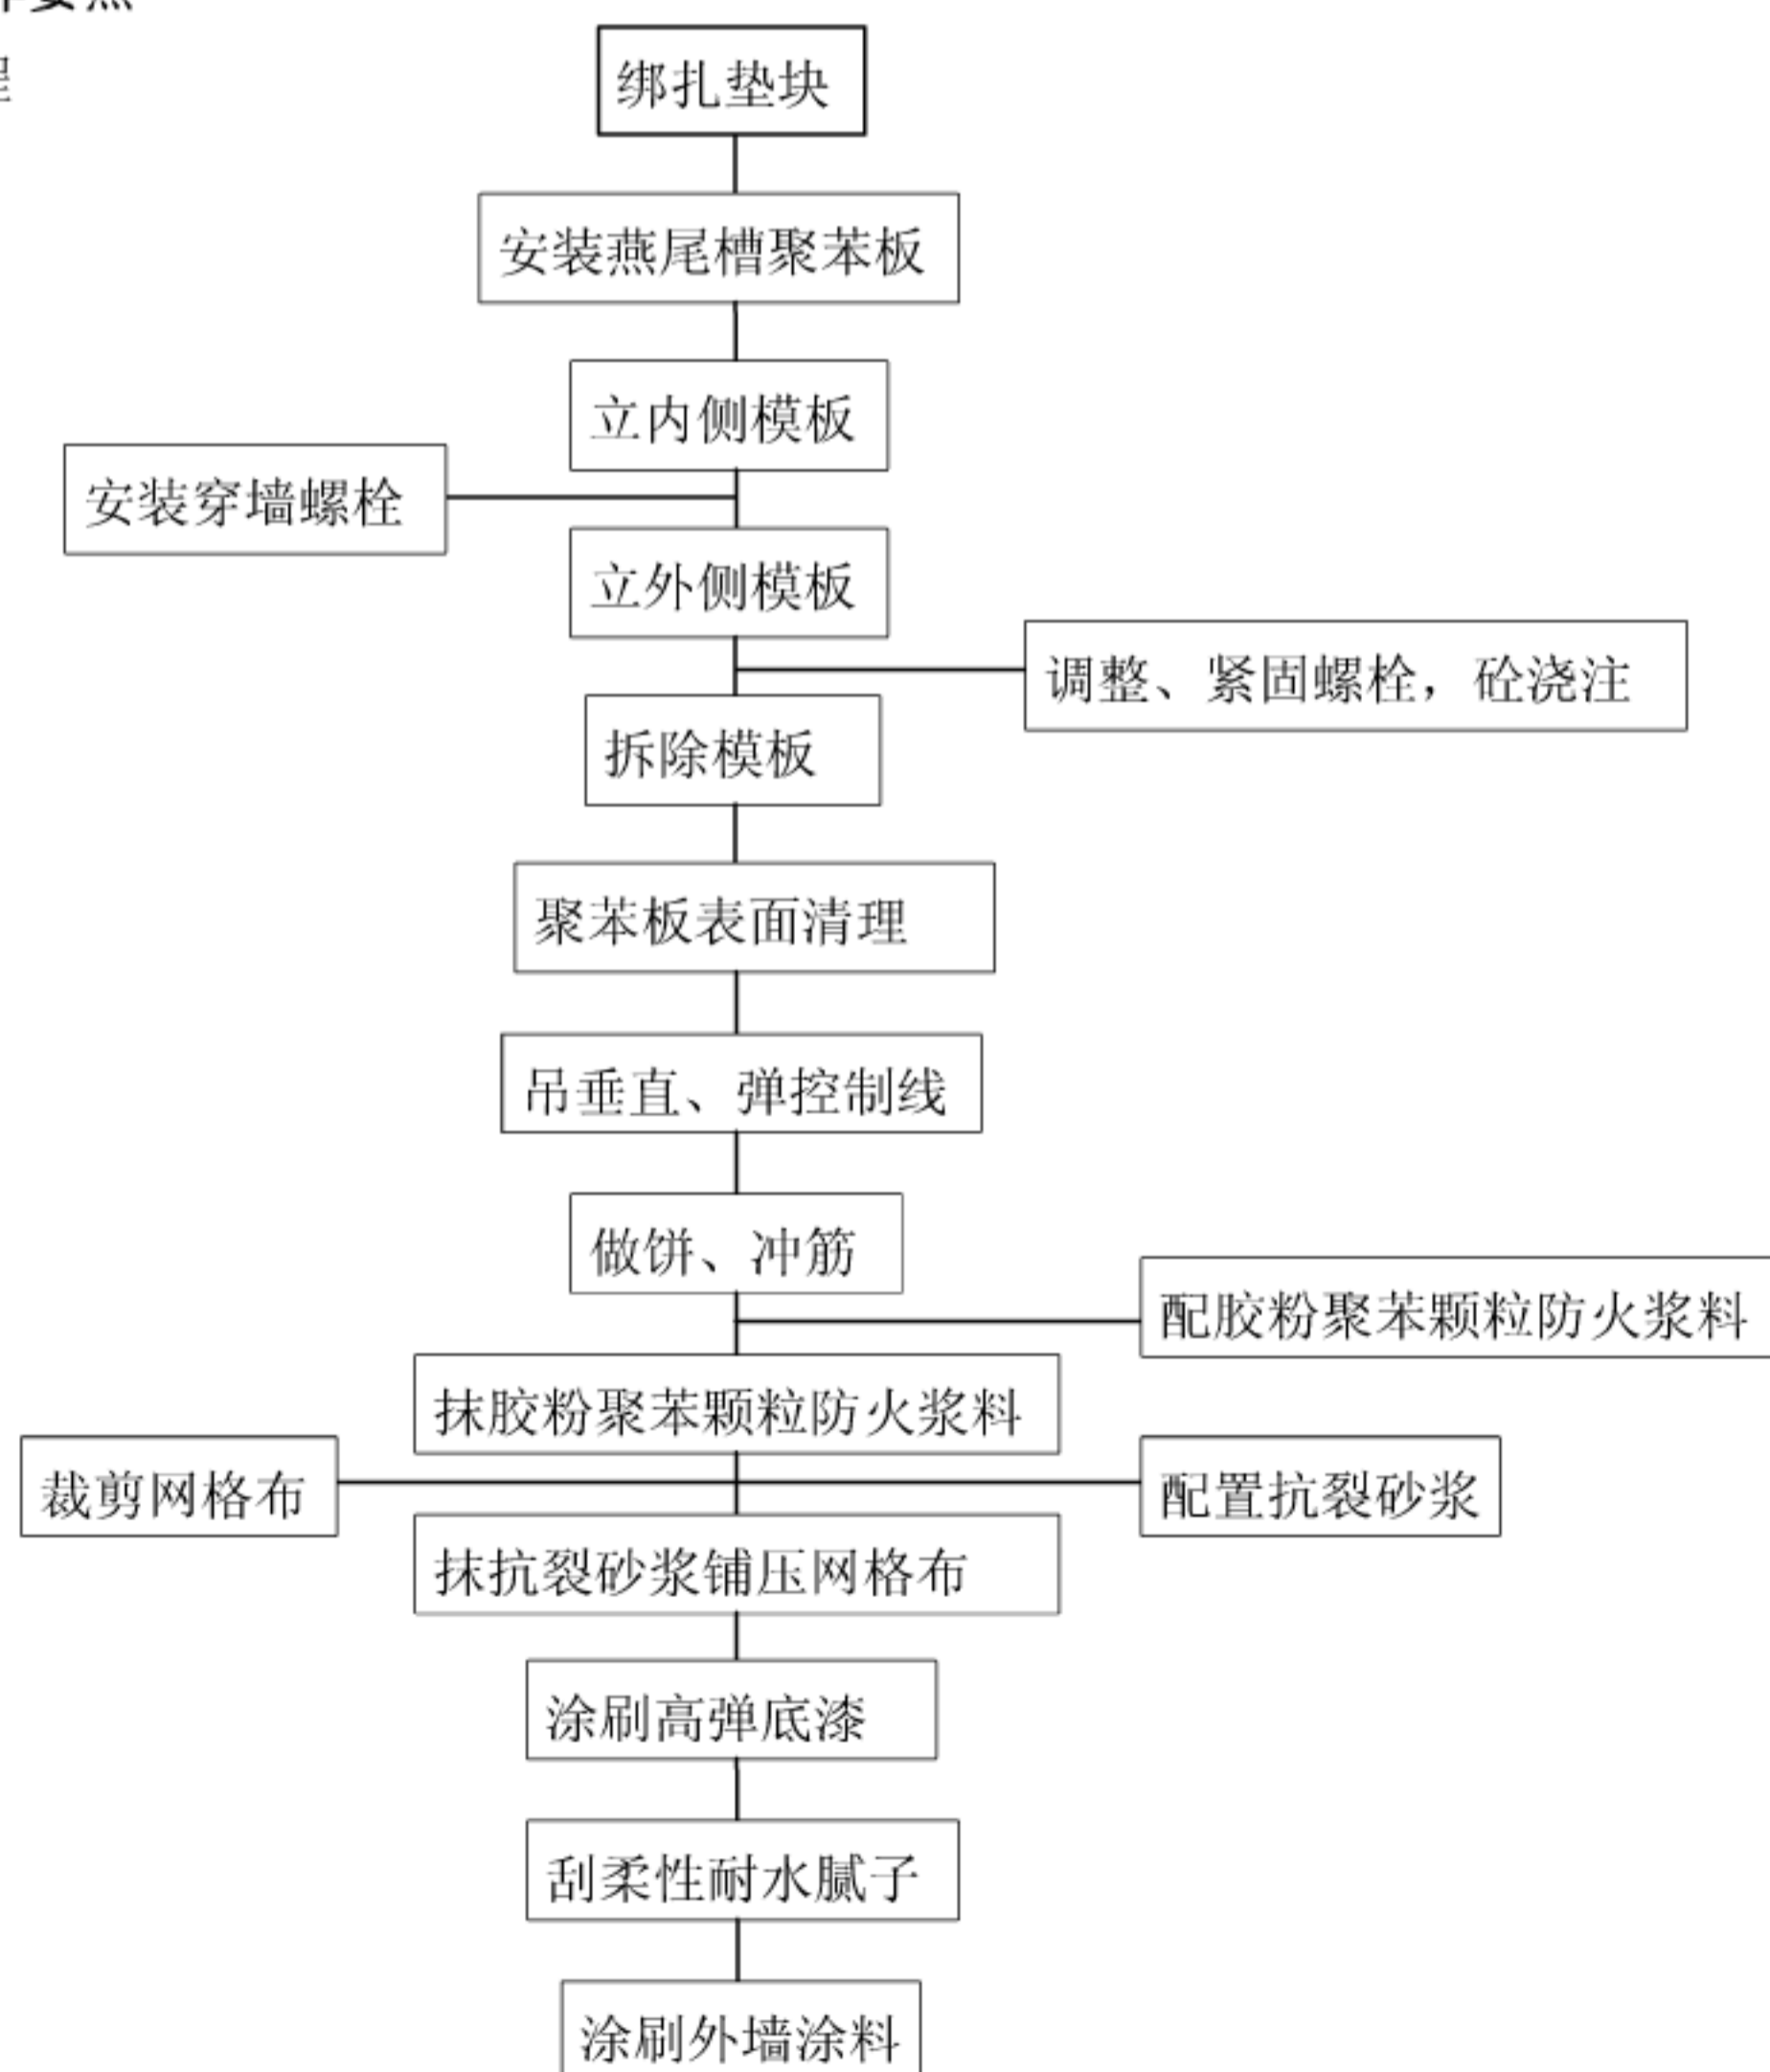 绑扎垫块
安装燕尾槽聚苯板
立内侧模板
安装穿墙螺栓
立外侧模板
调整、紧固螺栓，砼浇注
拆除模板
聚苯板表面清理
吊垂直、弹控制线
做饼、冲筋
配胶粉聚苯颗粒防火浆料
抹胶粉聚苯颗粒防火浆料
裁剪网格布
配置抗裂砂浆
抹抗裂砂浆铺压网格布
涂刷高弹底漆
刮柔性耐水腻子
涂刷外墙涂料